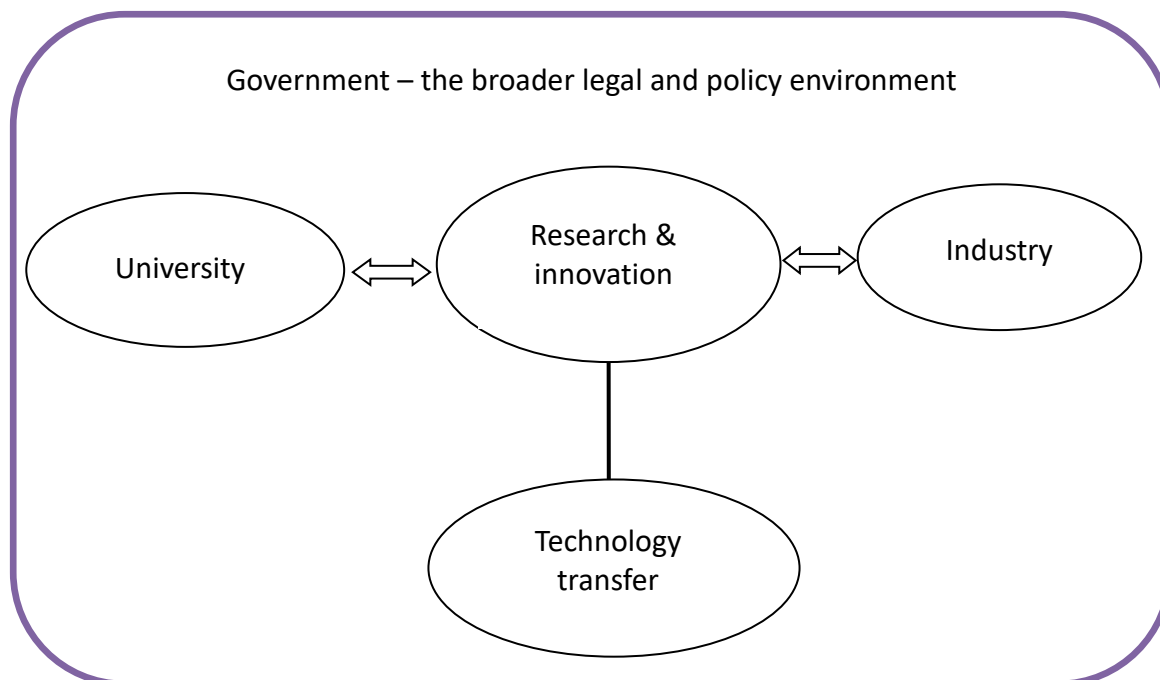 Government – the broader legal and policy environment
University
Research &
innovation
Industry
Technology
transfer